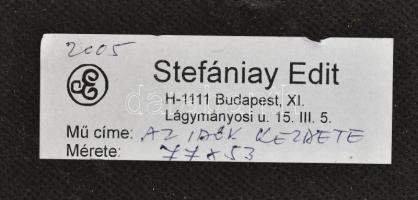 2005
Stefániay Edit
H-1111 Budapest, XI.
Lágymányosi u. 15. III. 5.
Mű címe: AZ IDŐK KEZDETE
Mérete: 77x53